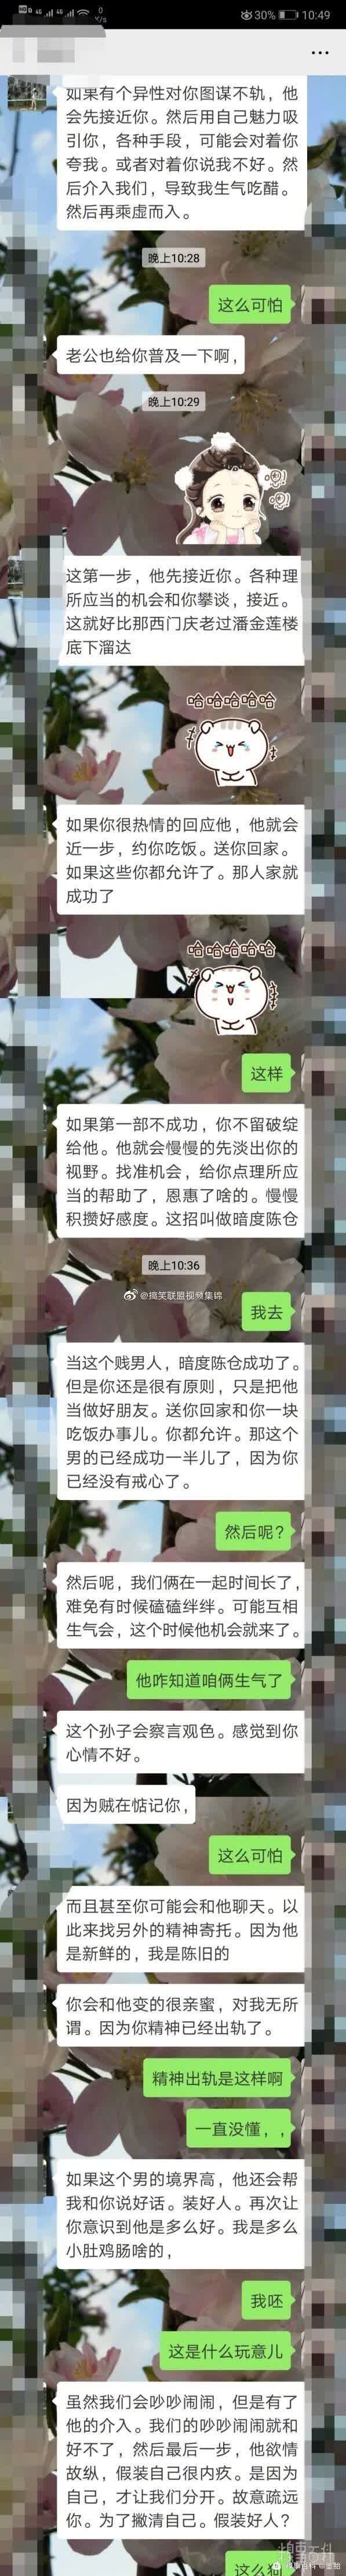 HD 4G 4G 0 K/s 30% 10:49
如果有个异性对你图谋不轨，他
会先接近你。然后用自己魅力吸
引你，各种手段，可能会对着你
夸我。或者对着你说我不好。然
后介入我们，导致我生气吃醋。
然后再乘虚而入。
晚上10:28
这么可怕
老公也给你普及一下啊，
晚上10:29
嘿！
嘿！
这第一步，他先接近你。各种理
所应当的机会和你攀谈，接近。
这就好比那西门庆老过潘金莲楼
底下溜达
哈哈哈哈哈
如果你很热情的回应他，他就会
近一步，约你吃饭。送你回家。
如果这些你都允许了。那人家就
成功了
哈哈哈哈哈
这样
如果第一部不成功，你不留破绽
给他。他就会慢慢的先淡出你的
视野。找准机会，给你点理所应
当的帮助了，恩惠了啥的。慢慢
积攒好感度。这招叫做暗度陈仓
晚上10:36
@搞笑联盟视频集锦
我去
当这个贱男人，暗度陈仓成功了。
但是你还是很有原则，只是把他
当做好朋友。送你回家和你一块
吃饭办事儿。你都允许。那这个
男的已经成功一半儿了，因为你
已经没有戒心了。
然后呢？
然后呢，我们俩在一起时间长了，
难免有时候磕磕绊绊。可能互相
生气会，这个时候他机会就来了。
他咋知道咱俩生气了
这个孙子会察言观色。感觉到你
心情不好。
因为贼在惦记你，
这么可怕
而且甚至你可能会和他聊天。以
此来找另外的精神寄托。因为他
是新鲜的，我是陈旧的
你会和他变的很亲蜜，对我无所
谓。因为你精神已经出轨了。
精神出轨是这样啊
一直没懂，，
如果这个男的境界高，他还会帮
我和你说好话。装好人。再次让
你意识到他是多么好。我是多么
小肚鸡肠啥的，
我呸
这是什么玩意儿
虽然我们会吵吵闹闹，但是有了
他的介入。我们的吵吵闹闹就和
好不了，然后最后一步，他欲情
故纵，假装自己很内疚。是因为
自己，才让我们分开。故意疏远
你。为了撇清自己。假装好人？
这么狗